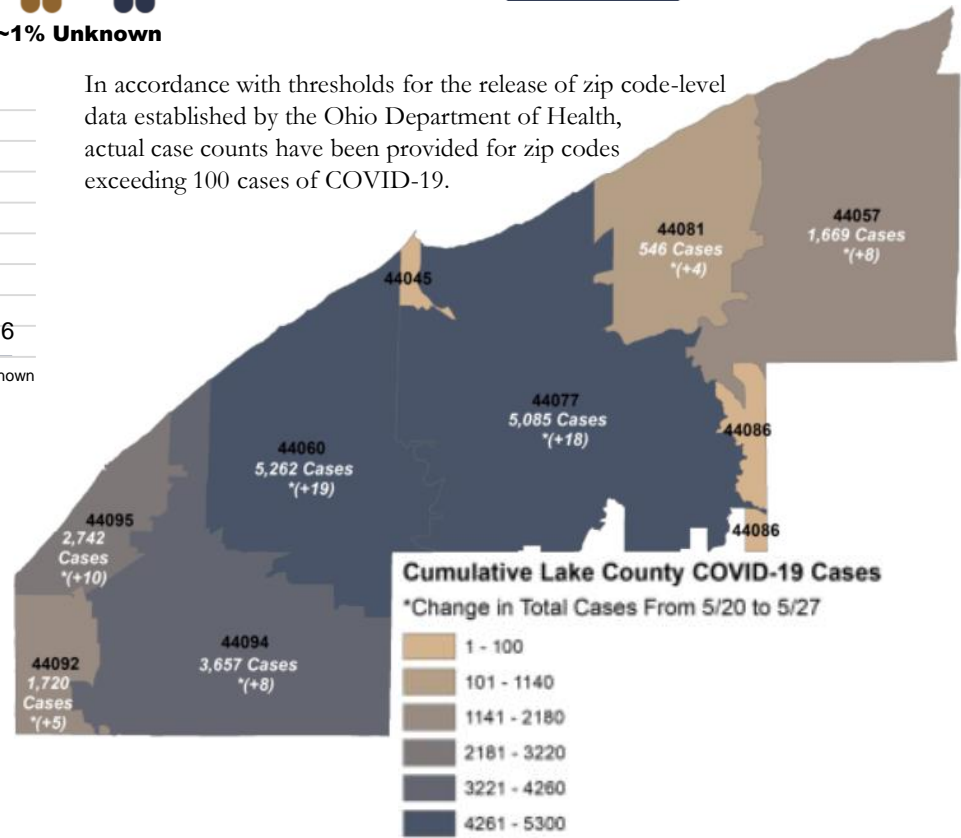 ~1% Unknown
In accordance with thresholds for the release of zip code-level
data established by the Ohio Department of Health,
actual case counts have been provided for zip codes
exceeding 100 cases of COVID-19.
6
44057
1,669 Cases
*(+8)
44081
546 Cases
*(+4)
44045
44077
5,085 Cases
*(+18)
44086
44086
44060
5,262 Cases
*(+19)
44095
2,742
Cases
*(+10)
44094
3,657 Cases
*(+8)
44092
1,720
Cases
*(+5)
Cumulative Lake County COVID-19 Cases
*Change in Total Cases From 5/20 to 5/27
1 - 100
101 - 1140
1141 - 2180
2181 - 3220
3221 - 4260
4261 - 5300